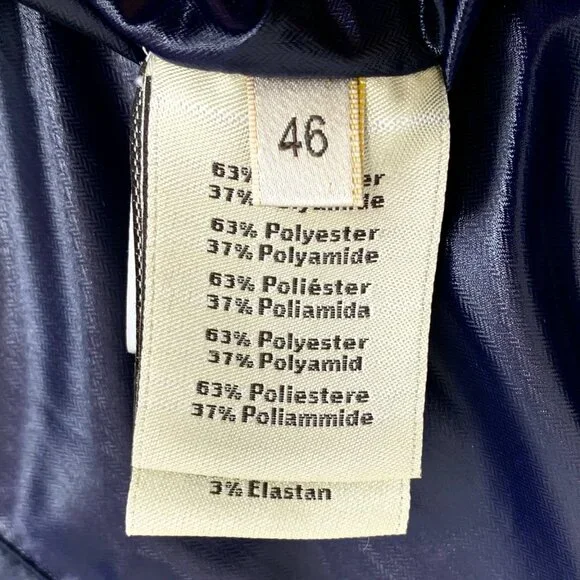 46
63%
37%
63% Polyester
37% Polyamide
63% Poliéster
37% Poliamida
63% Polyester
37% Polyamid
63% Poliestere
37% Poliammide
3% Elastan